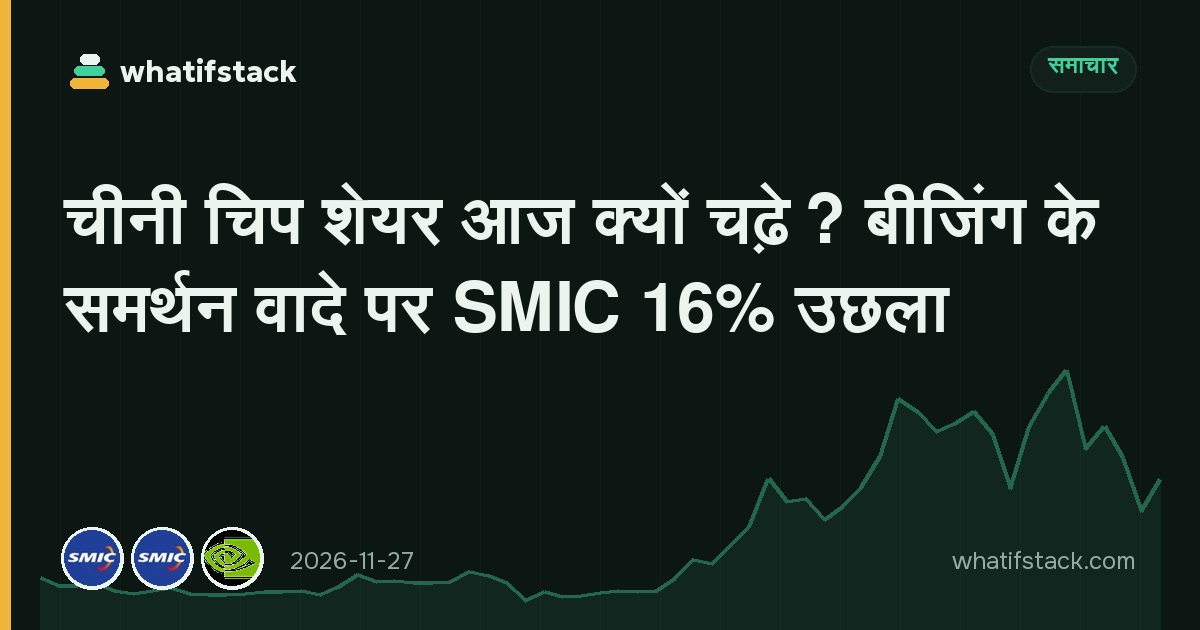 whatifstack
समाचार
चीनी चिप शेयर आज क्यों चढ़े ? बीजिंग के
समर्थन वादे पर SMIC 16% उछला
SMIC
SMIC
2026-11-27
whatifstack.com